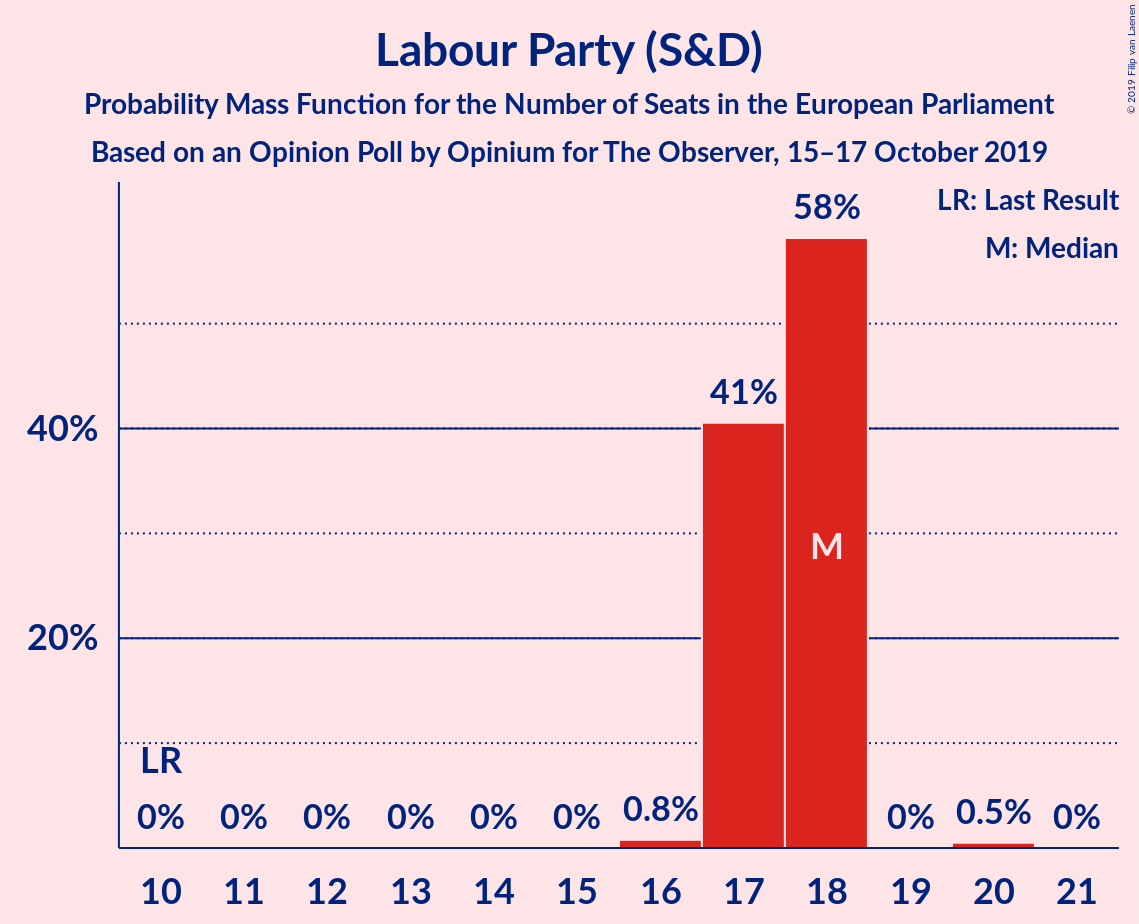 Labour Party (S&D)
Probability Mass Function for the Number of Seats in the European Parliament
Based on an Opinion Poll by Opinium for The Observer, 15–17 October 2019
© 2019 Filip van Laenen
LR: Last Result
M: Median
58%
41%
40%
M
20%
LR
0% 0% 0% 0% 0% 0% 0.8% 0% 0.5% 0%
10 11 12 13 14 15 16 17 18 19 20 21